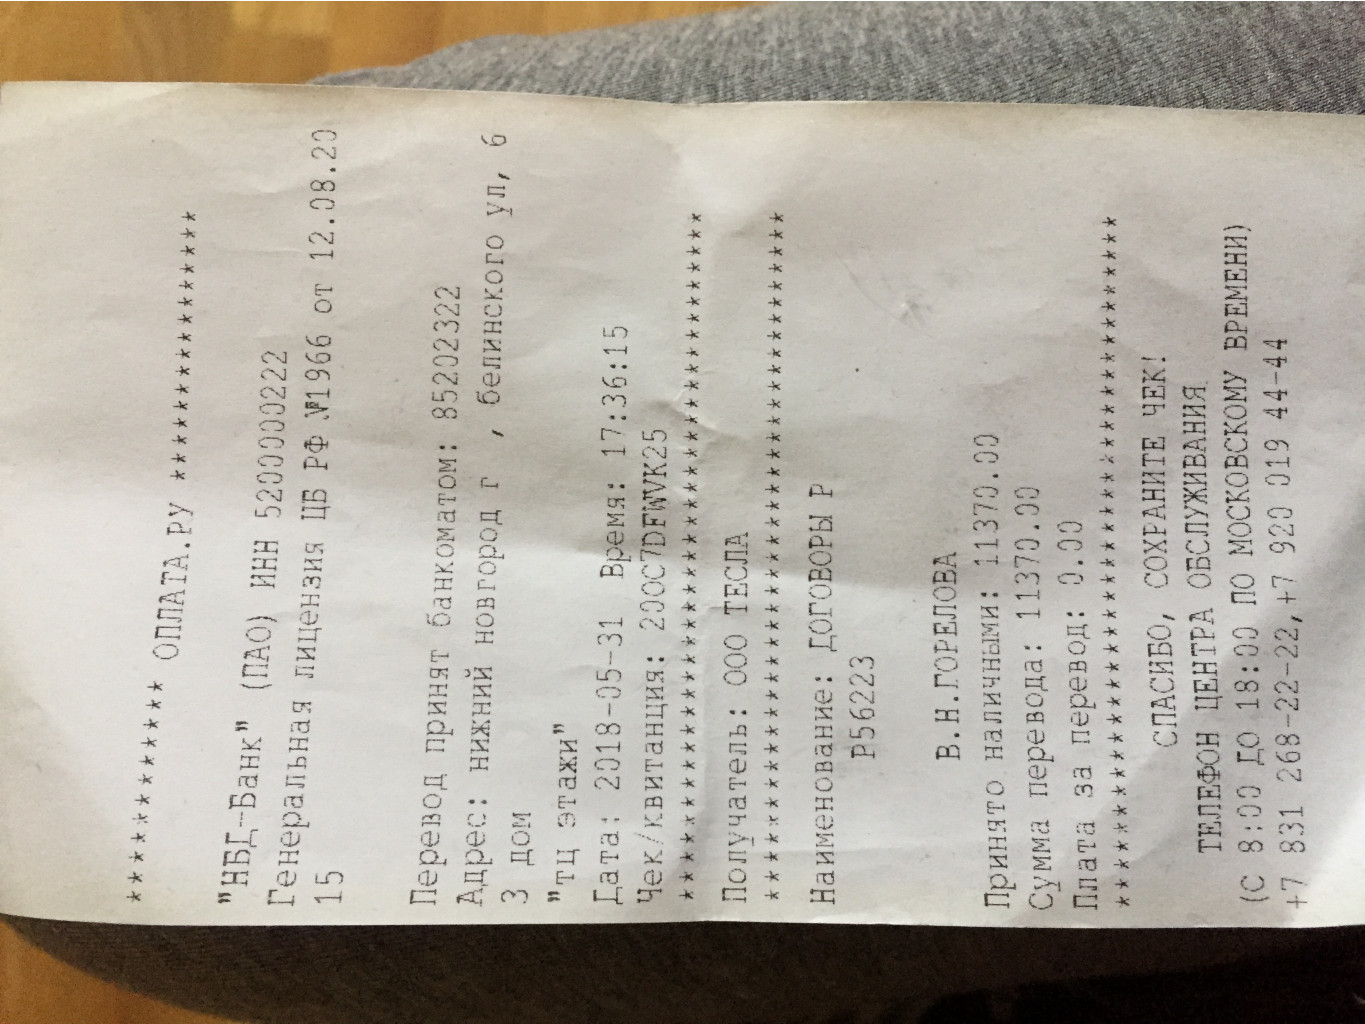 *********** ОПЛАТА.РУ ****************
"НБД-Банк" (ПАО) ИНН 5200000222
Генеральная лицензия ЦБ РФ №1966 от 12.08.20
15
Перевод принят банкоматом: 85202322
Адрес: нижний новгород г , белинского ул, 6
3 дом
"тц этажи"
Дата: 2018-05-31 Время: 17:36:15
Чек/квитанция: 200C7DFWVK25
******************************************
Получатель: ООО ТЕСЛА
******************************************
Наименование: ДОГОВОРЫ Р
Р56223
В.Н.ГОРЕЛОВА
Принято наличными: 11370.00
Сумма перевода: 11370.00
Плата за перевод: 0.00
******************************************
СПАСИБО, СОХРАНИТЕ ЧЕК!
ТЕЛЕФОН ЦЕНТРА ОБСЛУЖИВАНИЯ
(С 8:00 ДО 18:00 ПО МОСКОВСКОМУ ВРЕМЕНИ)
+7 831 268-22-22,+7 920 019 44-44